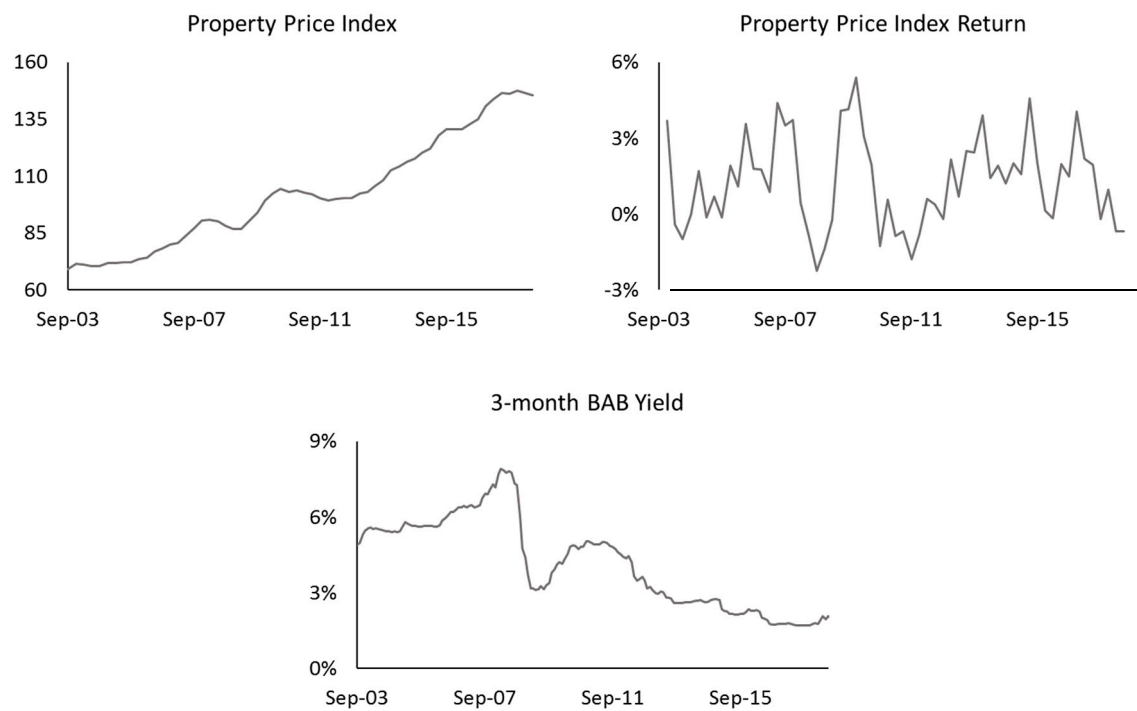 Property Price Index
160
135
110
85
60
Sep-03 Sep-07 Sep-11 Sep-15
Property Price Index Return
6%
3%
0%
-3%
Sep-03 Sep-07 Sep-11 Sep-15
3-month BAB Yield
9%
6%
3%
0%
Sep-03 Sep-07 Sep-11 Sep-15